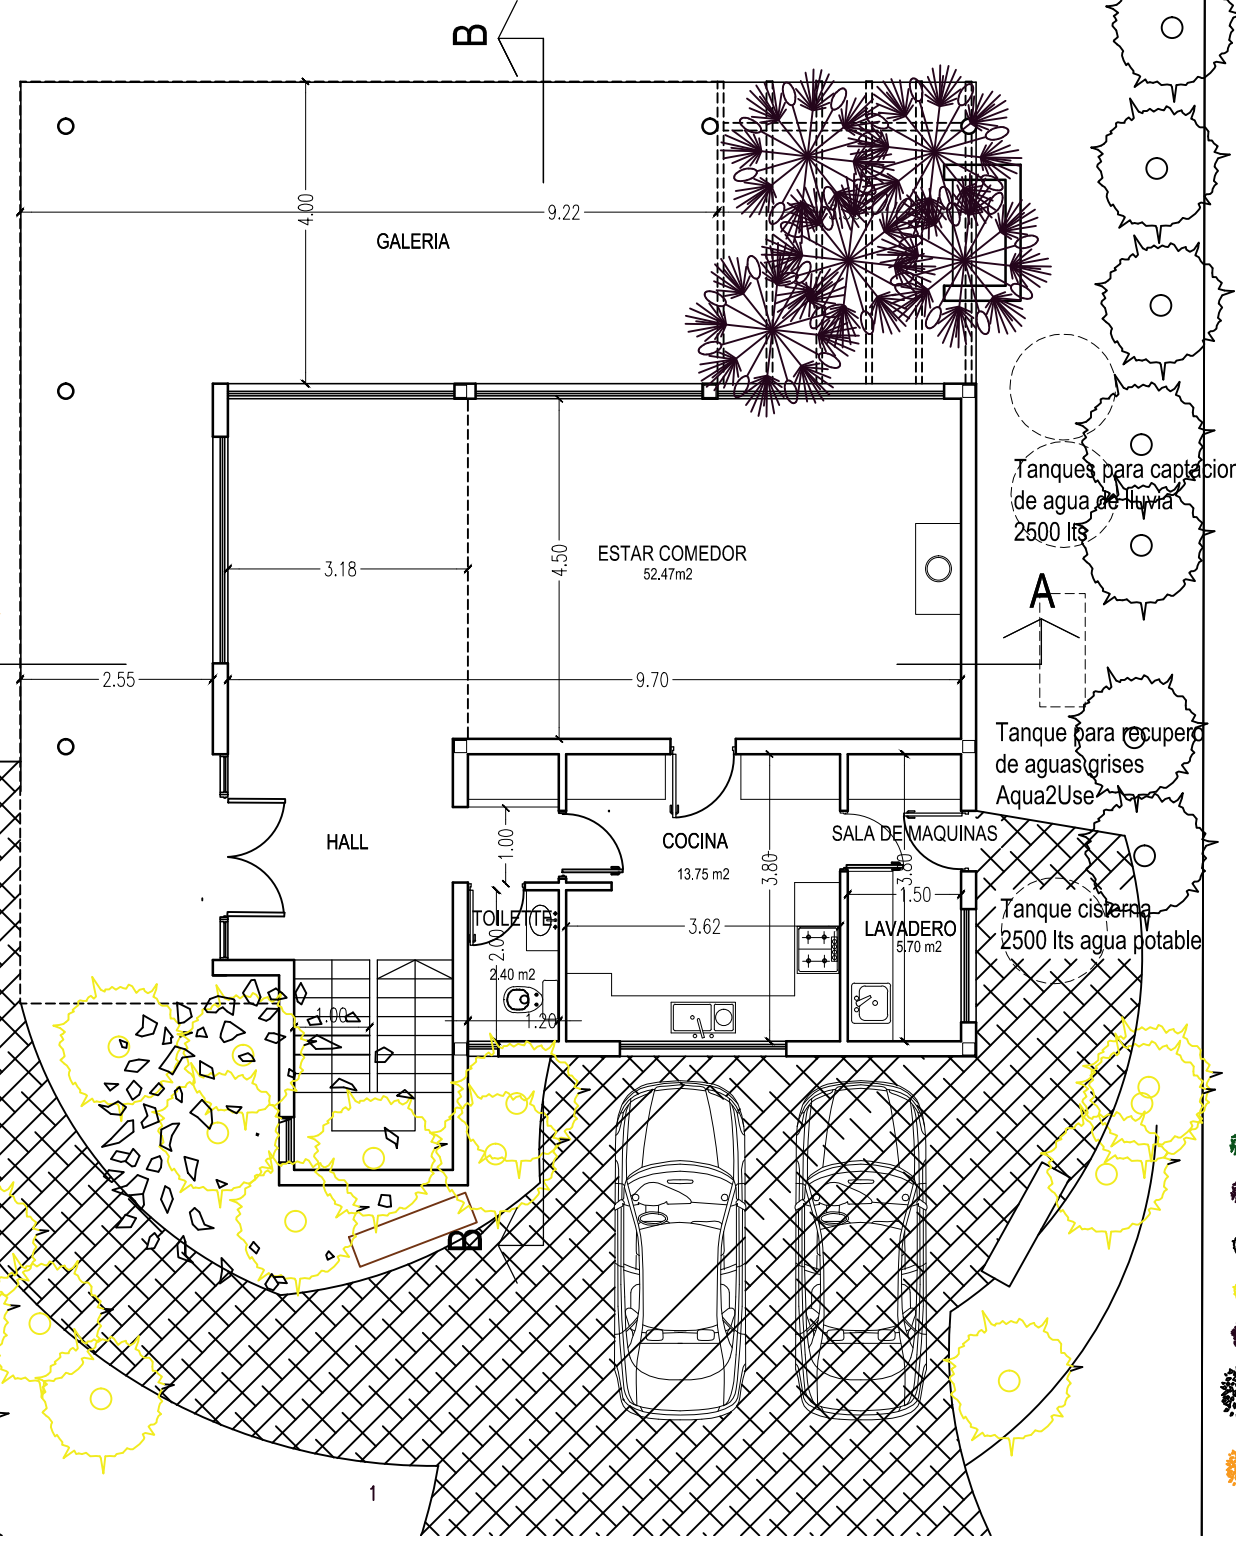 B
4.00
9.22
GALERIA
Tanques para captacion
de agua de lluvia
2500 lts
ESTAR COMEDOR
52.47m2
4.50
3.18
A
2.55
9.70
Tanque para recupero
de aguas grises
Aqua2Use
HALL
1.00
COCINA
13.75 m2
3.80
SALA DE MAQUINAS
3.80
1.50
Tanque cisterna
2500 lts agua potable
TOILETTE
2.00
3.62
LAVADERO
5.70 m2
2.40 m2
1.00
1.20
B
1